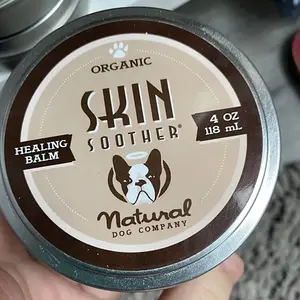 ORGANIC
SKIN
SOOTHER®
4 OZ
118 mL
HEALING
BALM
Natural
DOG COMPANY